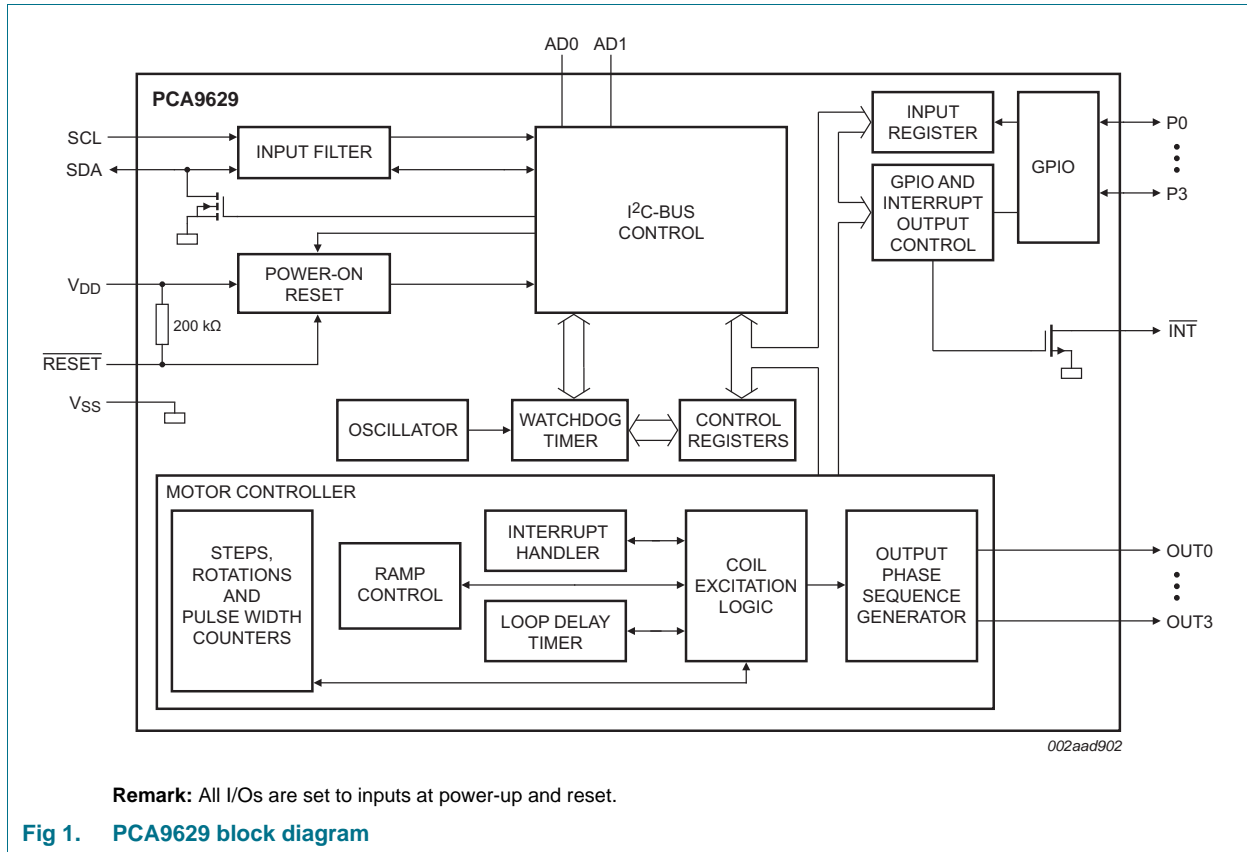 AD0 AD1
PCA9629
SCL
SDA
INPUT FILTER
I²C-BUS
CONTROL
INPUT
REGISTER
GPIO AND
INTERRUPT
OUTPUT
CONTROL
GPIO
P0
P3
VDD
POWER-ON
RESET
200 kΩ
RESET
VSS
INT
OSCILLATOR
WATCHDOG
TIMER
CONTROL
REGISTERS
MOTOR CONTROLLER
STEPS,
ROTATIONS
AND
PULSE WIDTH
COUNTERS
RAMP
CONTROL
INTERRUPT
HANDLER
LOOP DELAY
TIMER
COIL
EXCITATION
LOGIC
OUTPUT
PHASE
SEQUENCE
GENERATOR
OUT0
OUT3
002aad902
Remark: All I/Os are set to inputs at power-up and reset.
Fig 1. PCA9629 block diagram